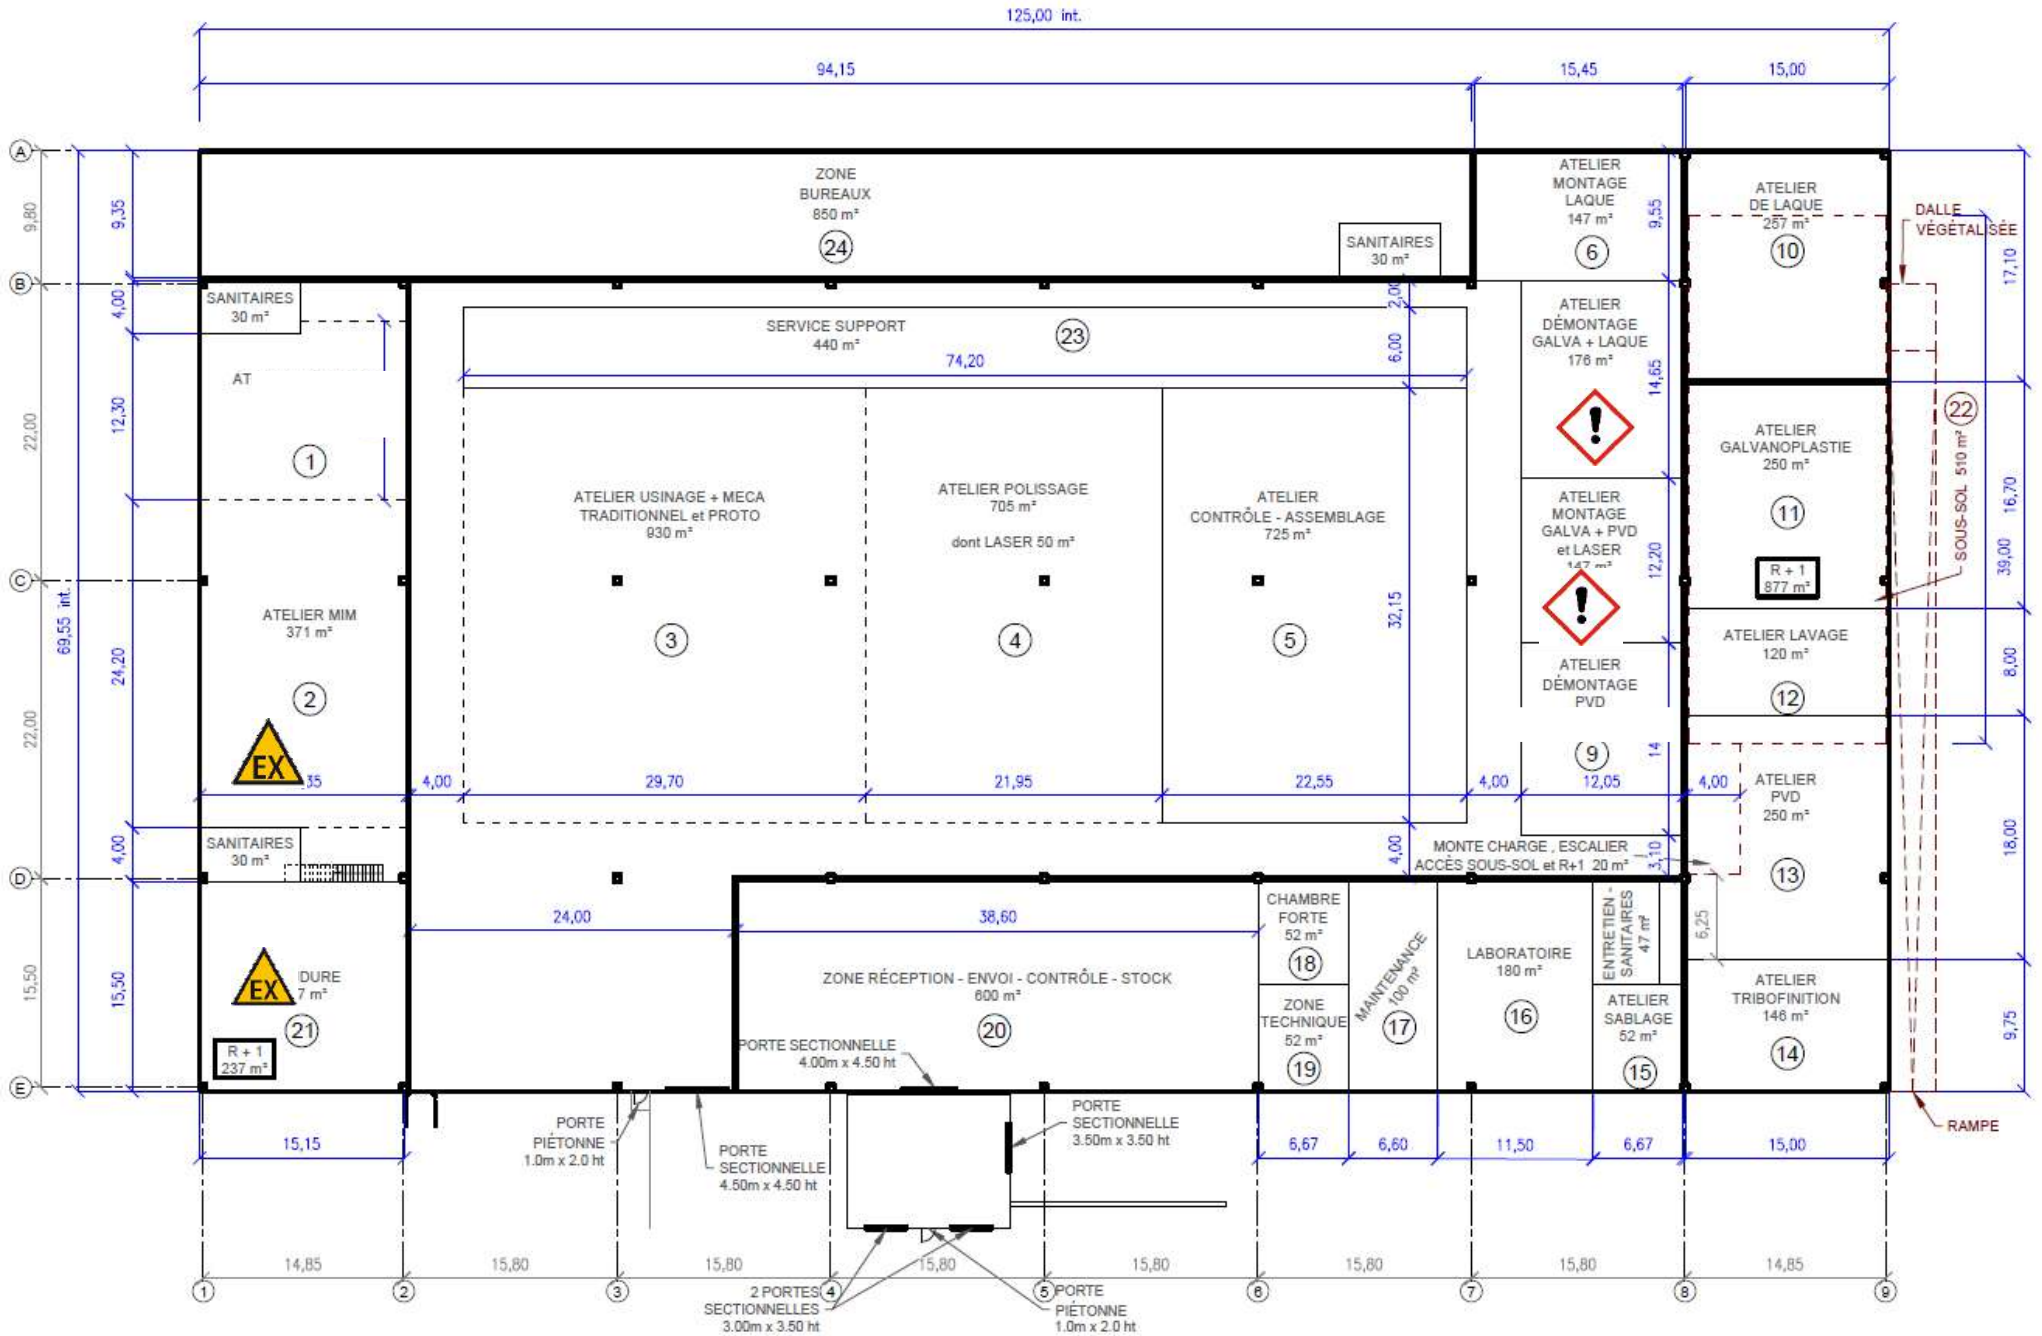 125,00 int.
94,15
15,45
15,00
A
B
C
D
E
9,80
22,00
22,00
15,50
69,55 int.
9,35
4,00
12,30
24,20
4,00
15,50
ZONE
BUREAUX
850 m²
24
SANITAIRES
30 m²
ATELIER
MONTAGE
LAQUE
147 m²
6
9,55
ATELIER
DE LAQUE
257 m²
10
DALLE
VÉGÉTALISÉE
17,10
SANITAIRES
30 m²
AT
1
SERVICE SUPPORT
440 m²
23
74,20
2,00
6,00
ATELIER
DÉMONTAGE
GALVA + LAQUE
176 m²
14,65
ATELIER USINAGE + MECA
TRADITIONNEL et PROTO
930 m²
3
ATELIER POLISSAGE
705 m²
dont LASER 50 m²
4
ATELIER
CONTRÔLE - ASSEMBLAGE
725 m²
5
32,15
ATELIER
MONTAGE
GALVA + PVD
et LASER
147 m²
12,20
ATELIER
GALVANOPLASTIE
250 m²
11
R + 1
877 m²
22
SOUS-SOL 510 m²
16,70
39,00
ATELIER MIM
371 m²
2
EX
,35
ATELIER LAVAGE
120 m²
12
8,00
ATELIER
DÉMONTAGE
PVD
9
14
4,00
29,70
21,95
22,55
4,00
12,05
4,00
ATELIER
PVD
250 m²
13
18,00
SANITAIRES
30 m²
4,00
MONTE CHARGE , ESCALIER
ACCÈS SOUS-SOL et R+1 20 m²
3,10
6,25
24,00
38,60
DURE
7 m²
EX
21
R + 1
237 m²
ZONE RÉCEPTION - ENVOI - CONTRÔLE - STOCK
600 m²
20
CHAMBRE
FORTE
52 m²
18
ZONE
TECHNIQUE
52 m²
19
MAINTENANCE
100 m²
17
LABORATOIRE
180 m²
16
ENTRETIEN -
SANITAIRES
47 m²
ATELIER
SABLAGE
52 m²
15
ATELIER
TRIBOFINITION
146 m²
14
9,75
PORTE SECTIONNELLE
4.00m x 4.50 ht
PORTE
PIÉTONNE
1.0m x 2.0 ht
PORTE
SECTIONNELLE
4.50m x 4.50 ht
PORTE
SECTIONNELLE
3.50m x 3.50 ht
RAMPE
15,15
6,67
6,60
11,50
6,67
15,00
14,85
15,80
15,80
15,80
15,80
15,80
15,80
14,85
2 PORTES
SECTIONNELLES
3.00m x 3.50 ht
PORTE
PIÉTONNE
1.0m x 2.0 ht
1
2
3
4
5
6
7
8
9